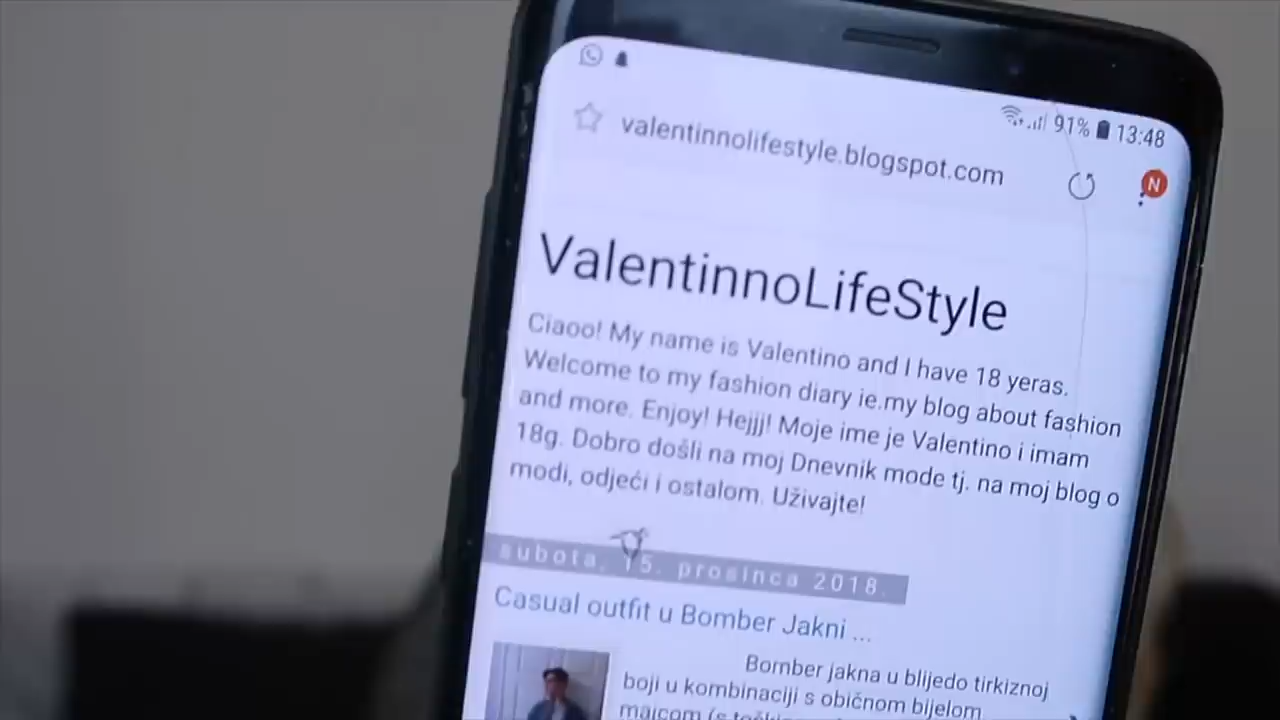 91% 13:48
valentinnolifestyle.blogspot.com
N
ValentinnoLifeStyle
Ciaoo! My name is Valentino and I have 18 yeras.
Welcome to my fashion diary ie.my blog about fashion
and more. Enjoy! Hejjj! Moje ime je Valentino i imam
18g. Dobro došli na moj Dnevnik mode tj. na moj blog o
modi, odjeći i ostalom. Uživajte!
subota, 15. prosinca 2018.
Casual outfit u Bomber Jakni ...
Bomber jakna u blijedo tirkiznoj
boji u kombinaciji s običnom bijelom
majcom (s